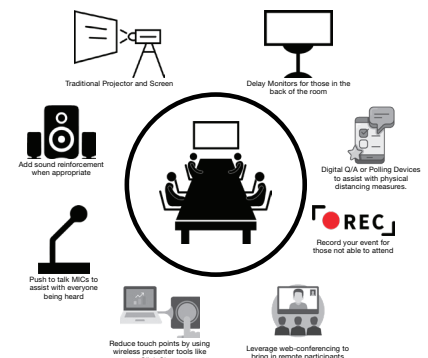 Traditional Projector and Screen
Delay Monitors for those in the
back of the room
Add sound reinforcement
when appropriate
Digital Q/A or Polling Devices
to assist with physical
distancing measures.
REC
Record your event for
those not able to attend
Push to talk MICs to
assist with everyone
being heard
Reduce touch points by using
wireless presenter tools like
Leverage web-conferencing to
bring in remote participants